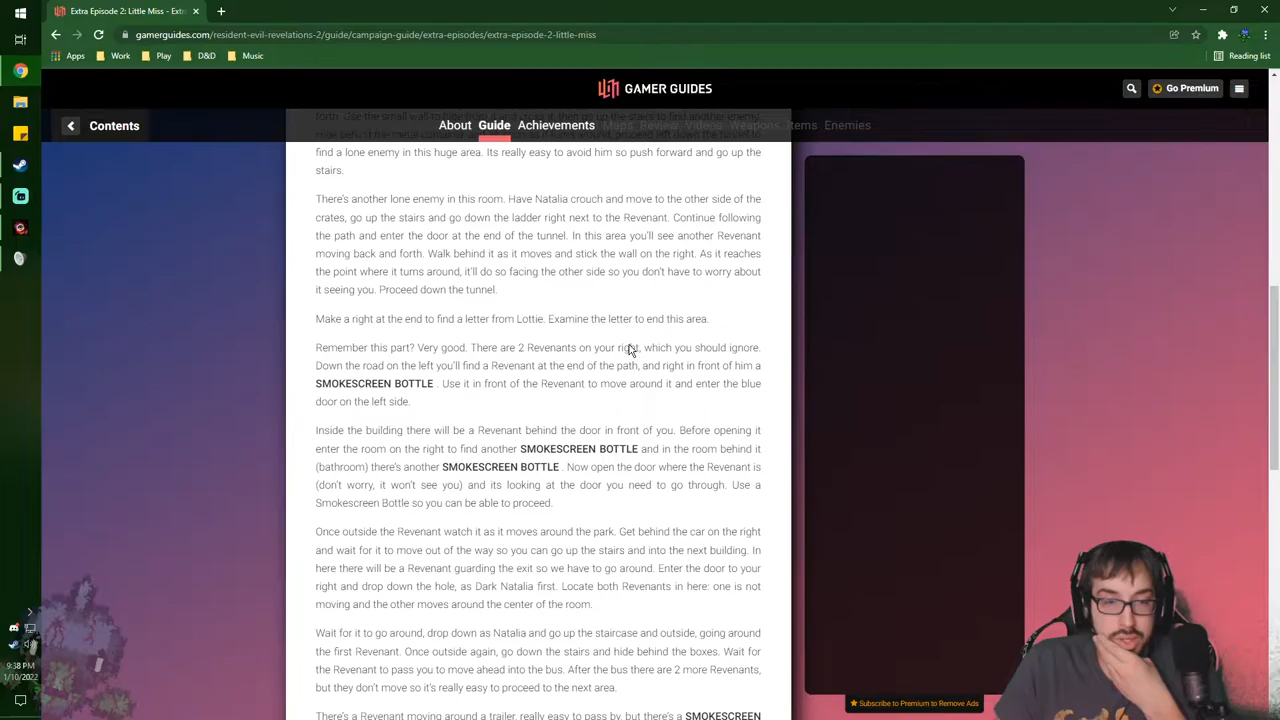 Extra Episode 2: Little Miss - Ext
gamerguides.com/resident-evil-revelations-2/guide/campaign-guide/extra-episodes/extra-episode-2-little-miss
Apps Work Play D&D Music Reading list
GAMER GUIDES
Go Premium
Contents
About Guide Achievements Maps Review Videos Weapons Items Enemies
find a lone enemy in this huge area. Its really easy to avoid him so push forward and go up the
stairs.
There's another lone enemy in this room. Have Natalia crouch and move to the other side of the
crates, go up the stairs and go down the ladder right next to the Revenant. Continue following
the path and enter the door at the end of the tunnel. In this area you'll see another Revenant
moving back and forth. Walk behind it as it moves and stick the wall on the right. As it reaches
the point where it turns around, it'll do so facing the other side so you don't have to worry about
it seeing you. Proceed down the tunnel.
Make a right at the end to find a letter from Lottie. Examine the letter to end this area.
Remember this part? Very good. There are 2 Revenants on your right, which you should ignore.
Down the road on the left you'll find a Revenant at the end of the path, and right in front of him a
SMOKESCREEN BOTTLE . Use it in front of the Revenant to move around it and enter the blue
door on the left side.
Inside the building there will be a Revenant behind the door in front of you. Before opening it
enter the room on the right to find another SMOKESCREEN BOTTLE and in the room behind it
(bathroom) there's another SMOKESCREEN BOTTLE . Now open the door where the Revenant is
(don't worry, it won't see you) and its looking at the door you need to go through. Use a
Smokescreen Bottle so you can be able to proceed.
Once outside the Revenant watch it as it moves around the park. Get behind the car on the right
and wait for it to move out of the way so you can go up the stairs and into the next building. In
here there will be a Revenant guarding the exit so we have to go around. Enter the door to your
right and drop down the hole, as Dark Natalia first. Locate both Revenants in here: one is not
moving and the other moves around the center of the room.
Wait for it to go around, drop down as Natalia and go up the staircase and outside, going around
the first Revenant. Once outside again, go down the stairs and hide behind the boxes. Wait for
the Revenant to pass you to move ahead into the bus. After the bus there are 2 more Revenants,
but they don't move so it's really easy to proceed to the next area.
There's a Revenant moving around a trailer, really easy to pass by, but there's a SMOKESCREEN
Subscribe to Premium to Remove Ads
9:38 PM
1/10/2022